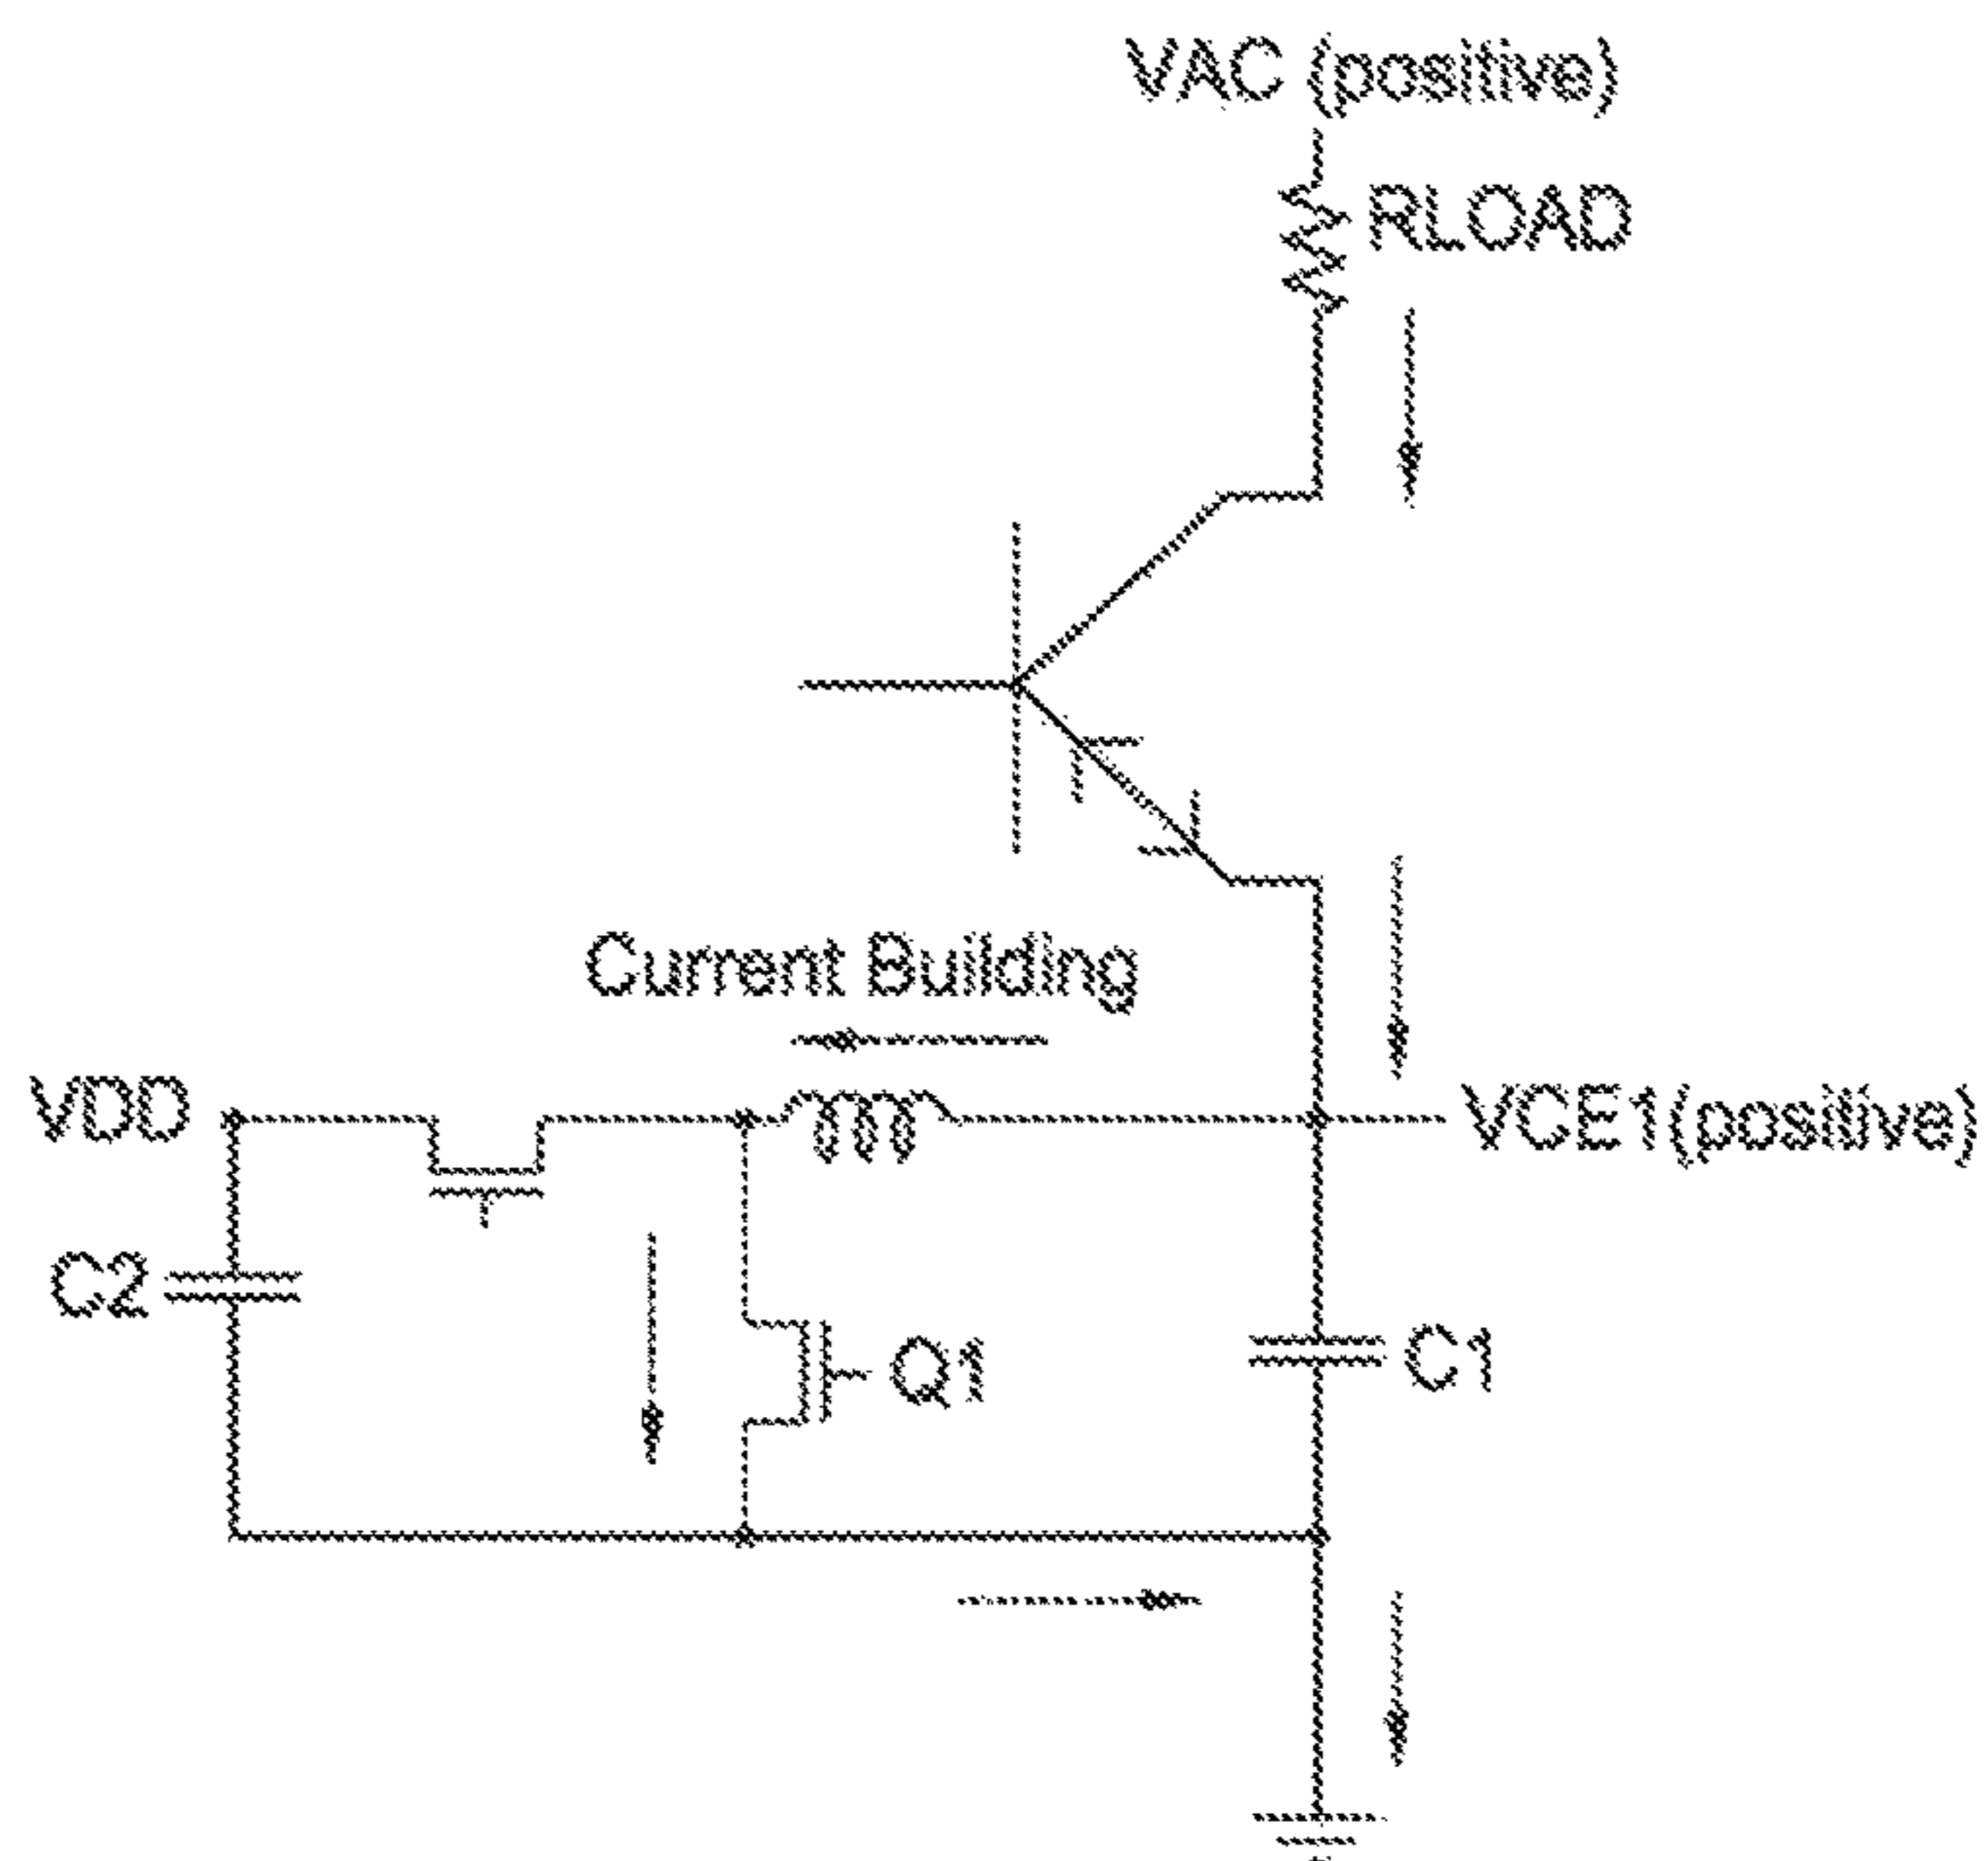 VAC (positive)
RLOAD
Current Building
VDD
VCE1(positive)
C2
Q1
C1